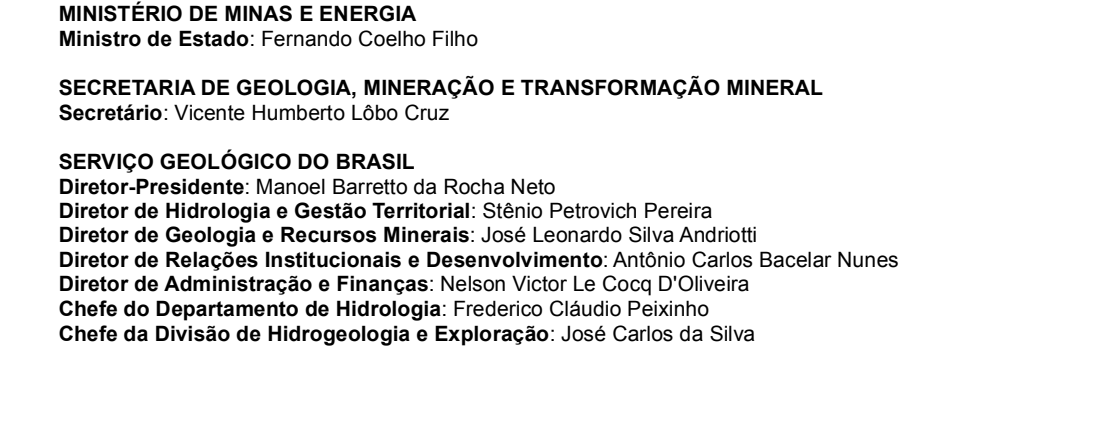 MINISTÉRIO DE MINAS E ENERGIA
Ministro de Estado: Fernando Coelho Filho
SECRETARIA DE GEOLOGIA, MINERAÇÃO E TRANSFORMAÇÃO MINERAL
Secretário: Vicente Humberto Lôbo Cruz
SERVIÇO GEOLÓGICO DO BRASIL
Diretor-Presidente: Manoel Barretto da Rocha Neto
Diretor de Hidrologia e Gestão Territorial: Stênio Petrovich Pereira
Diretor de Geologia e Recursos Minerais: José Leonardo Silva Andriotti
Diretor de Relações Institucionais e Desenvolvimento: Antônio Carlos Bacelar Nunes
Diretor de Administração e Finanças: Nelson Victor Le Cocq D'Oliveira
Chefe do Departamento de Hidrologia: Frederico Cláudio Peixinho
Chefe da Divisão de Hidrogeologia e Exploração: José Carlos da Silva